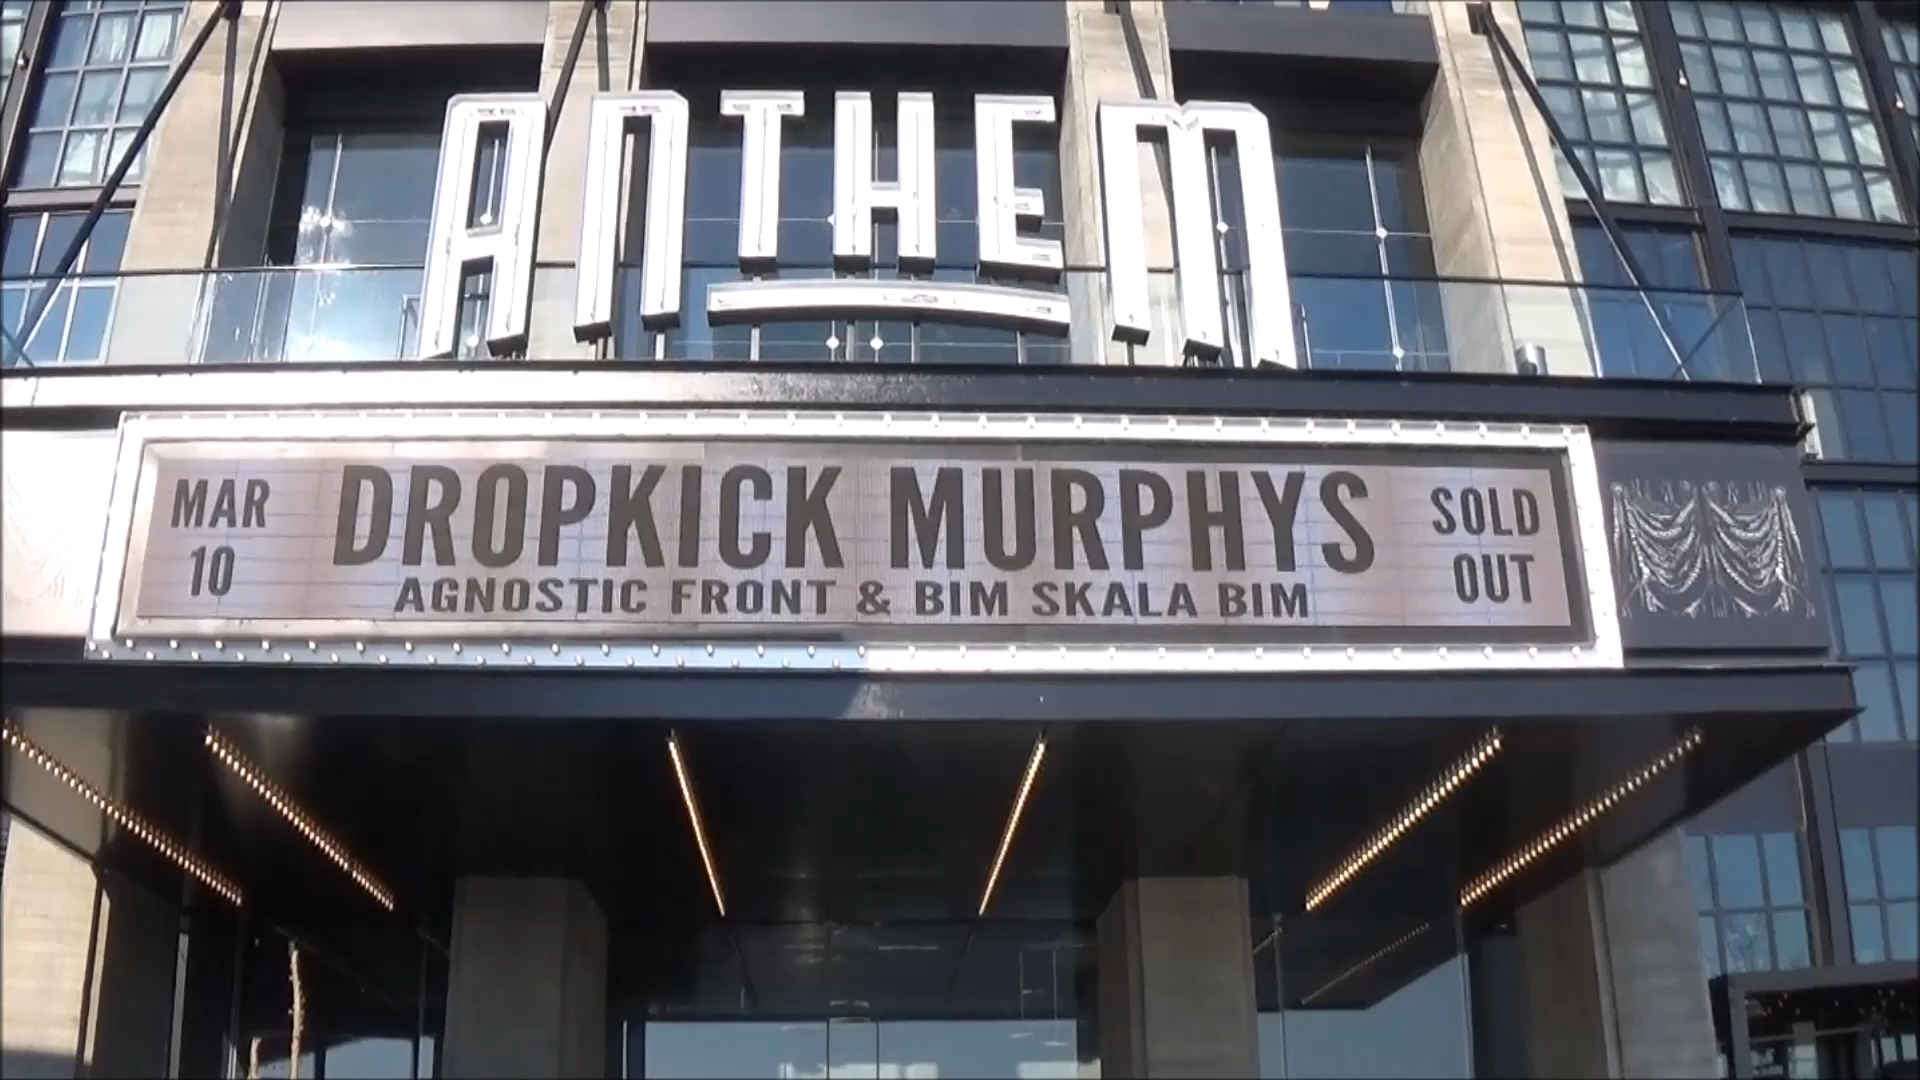 ANTHEM
MAR 10
DROPKICK MURPHYS
AGNOSTIC FRONT & BIM SKALA BIM
SOLD OUT